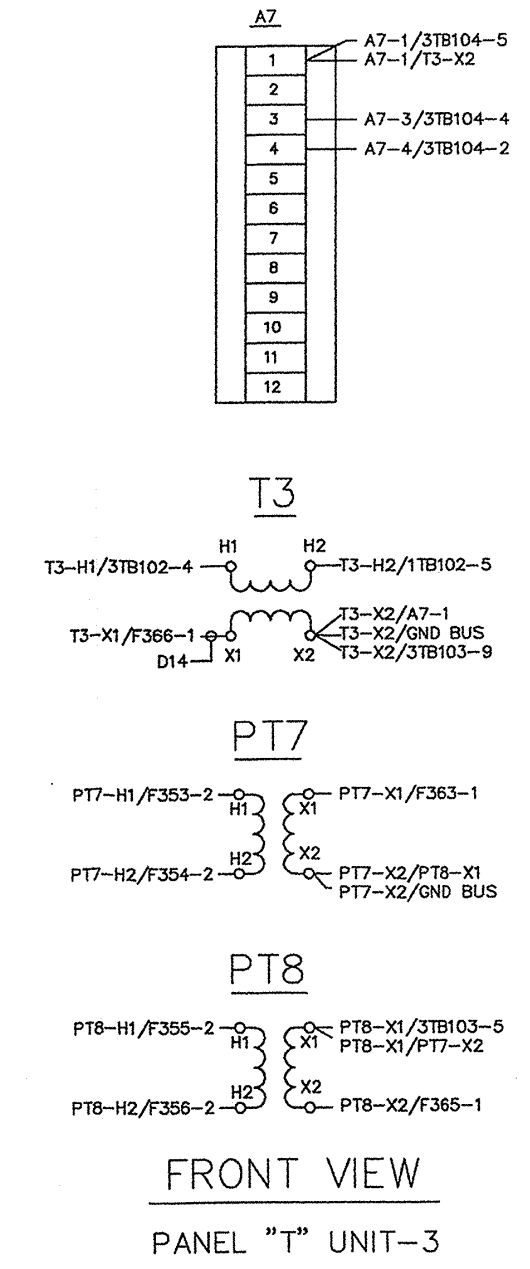 A7
A7-1/3TB104-5
1
A7-1/T3-X2
2
3
A7-3/3TB104-4
4
A7-4/3TB104-2
5
6
7
8
9
10
11
12
T3
H1
H2
T3-H1/3TB102-4
T3-H2/1TB102-5
T3-X2/A7-1
T3-X1/F366-1
T3-X2/GND BUS
D14
X1
X2
T3-X2/3TB103-9
PT7
PT7-H1/F353-2
H1
X1
PT7-X1/F363-1
H2
X2
PT7-H2/F354-2
PT7-X2/PT8-X1
PT7-X2/GND BUS
PT8
PT8-H1/F355-2
H1
X1
PT8-X1/3TB103-5
PT8-X1/PT7-X2
H2
X2
PT8-H2/F356-2
PT8-X2/F365-1
FRONT VIEW
PANEL "T" UNIT-3